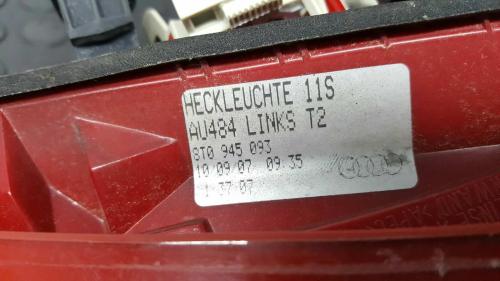 HECKLEUCHTE 11S
AU484 LINKS T2
8T0 945 093
10 09 07 09.35
1 37 07